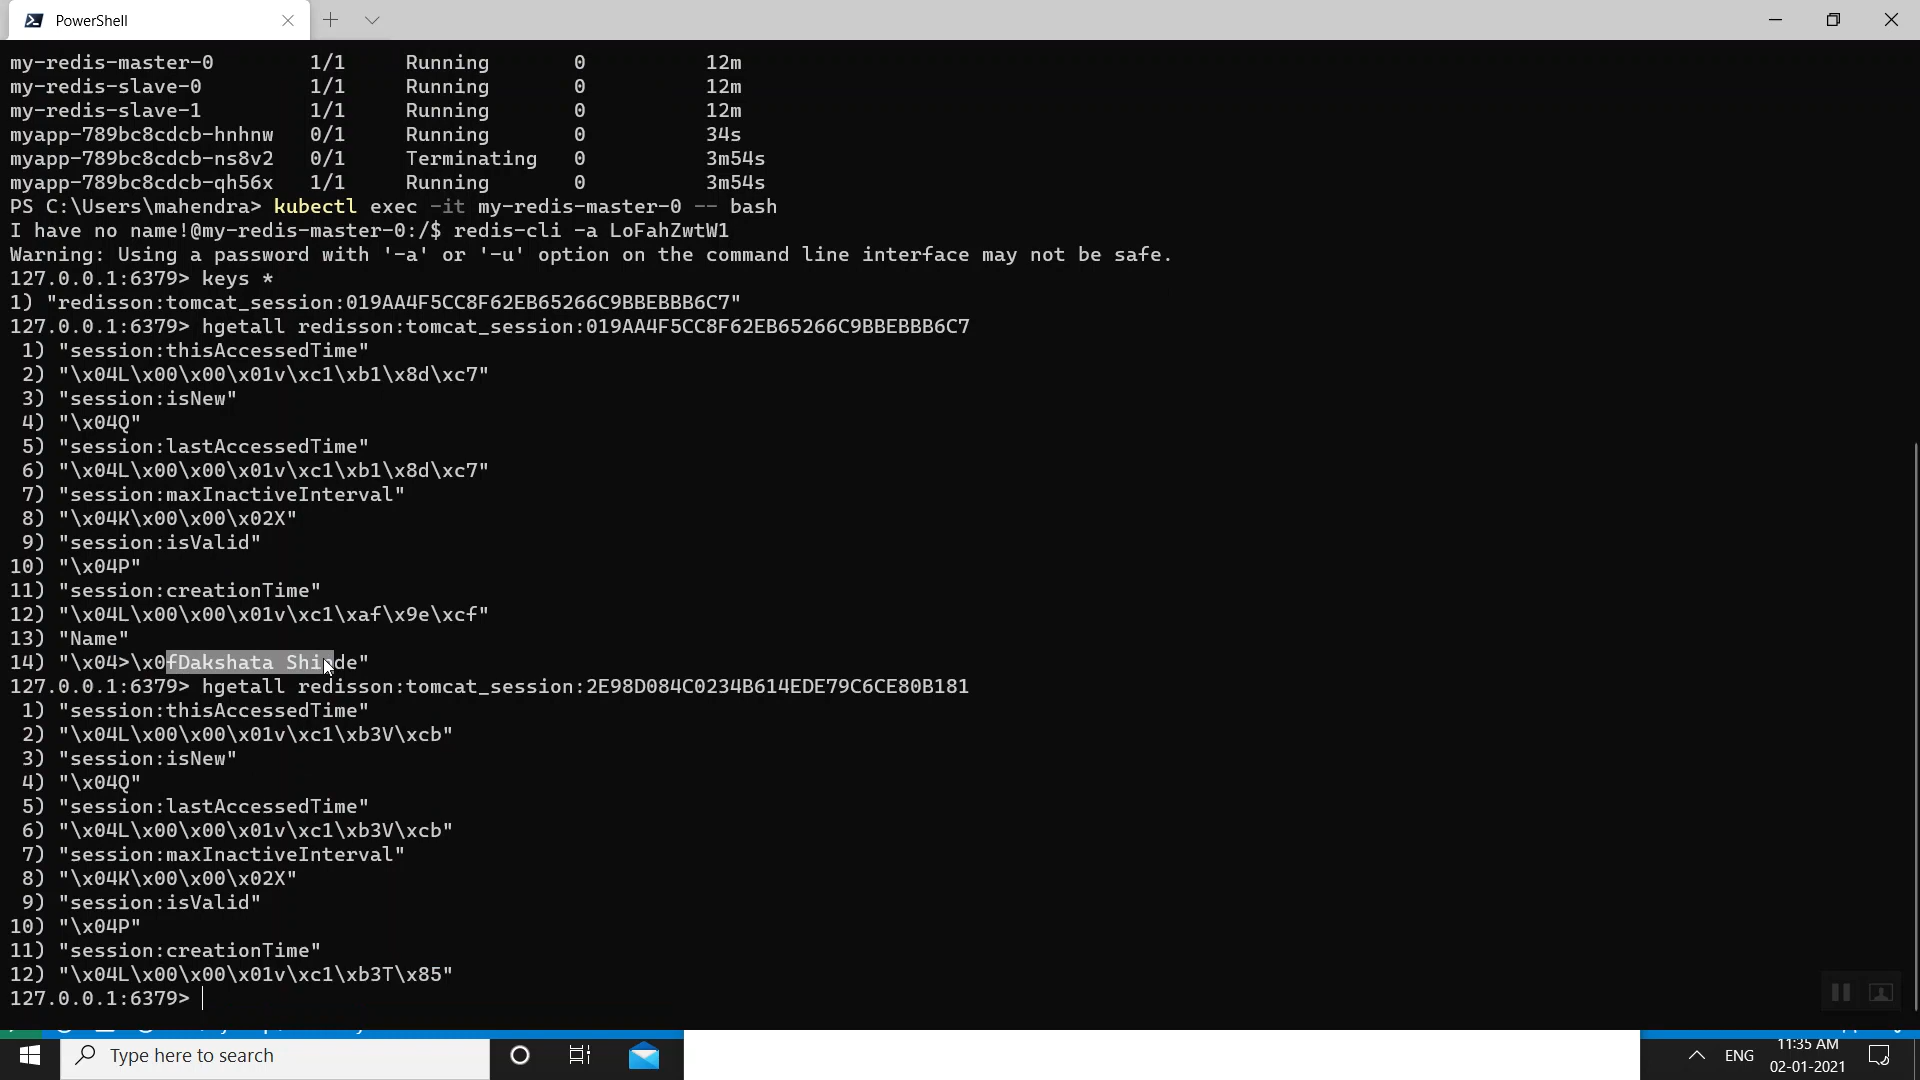 PowerShell
my-redis-master-0 1/1 Running 0 12m
my-redis-slave-0 1/1 Running 0 12m
my-redis-slave-1 1/1 Running 0 12m
myapp-789bc8cdcb-hnhnw 0/1 Running 0 34s
myapp-789bc8cdcb-ns8v2 0/1 Terminating 0 3m54s
myapp-789bc8cdcb-qh56x 1/1 Running 0 3m54s
PS C:\Users\mahendra> kubectl exec -it my-redis-master-0 -- bash
I have no name!@my-redis-master-0:/$ redis-cli -a LoFahZwtW1
Warning: Using a password with '-a' or '-u' option on the command line interface may not be safe.
127.0.0.1:6379> keys *
1) "redisson:tomcat_session:019AA4F5CC8F62EB65266C9BBEBBB6C7"
127.0.0.1:6379> hgetall redisson:tomcat_session:019AA4F5CC8F62EB65266C9BBEBBB6C7
1) "session:thisAccessedTime"
2) "\x04L\x00\x00\x01v\xc1\xb1\x8d\xc7"
3) "session:isNew"
4) "\x04Q"
5) "session:lastAccessedTime"
6) "\x04L\x00\x00\x01v\xc1\xb1\x8d\xc7"
7) "session:maxInactiveInterval"
8) "\x04K\x00\x00\x02X"
9) "session:isValid"
10) "\x04P"
11) "session:creationTime"
12) "\x04L\x00\x00\x01v\xc1\xaf\x9e\xcf"
13) "Name"
14) "\x04>\x0fDakshata Shinde"
127.0.0.1:6379> hgetall redisson:tomcat_session:2E98D084C0234B614EDE79C6CE80B181
1) "session:thisAccessedTime"
2) "\x04L\x00\x00\x01v\xc1\xb3V\xcb"
3) "session:isNew"
4) "\x04Q"
5) "session:lastAccessedTime"
6) "\x04L\x00\x00\x01v\xc1\xb3V\xcb"
7) "session:maxInactiveInterval"
8) "\x04K\x00\x00\x02X"
9) "session:isValid"
10) "\x04P"
11) "session:creationTime"
12) "\x04L\x00\x00\x01v\xc1\xb3T\x85"
127.0.0.1:6379>
Type here to search
ENG
11:35 AM
02-01-2021